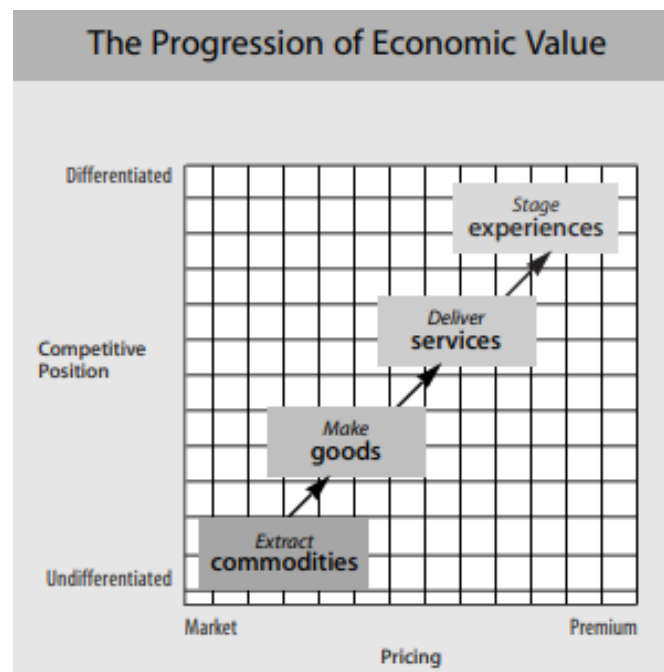 The Progression of Economic Value
Differentiated
Stage
experiences
Deliver
services
Competitive
Position
Make
goods
Extract
commodities
Undifferentiated
Market
Premium
Pricing